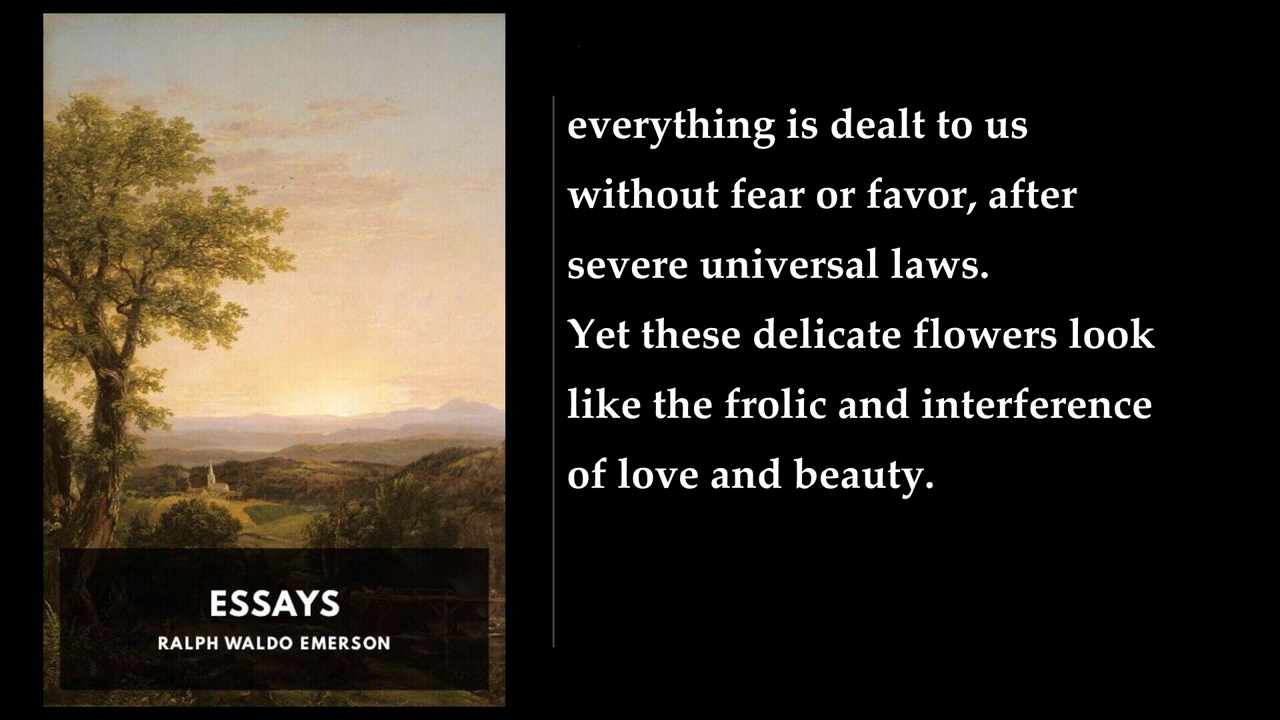 ESSAYS
RALPH WALDO EMERSON
everything is dealt to us
without fear or favor, after
severe universal laws.
Yet these delicate flowers look
like the frolic and interference
of love and beauty.